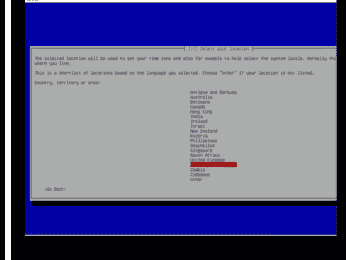 [!!] Select your location
The selected location will be used to set your time zone and also for example to help select the system locale. Normally this
where you live.
This is a shortlist of locations based on the language you selected. Choose "other" if your location is not listed.
Country, territory or area:
Antigua and Barbuda
Australia
Botswana
Canada
Hong Kong
India
Ireland
Israel
New Zealand
Nigeria
Philippines
Seychelles
Singapore
South Africa
United Kingdom
Zambia
Zimbabwe
other
<Go Back>